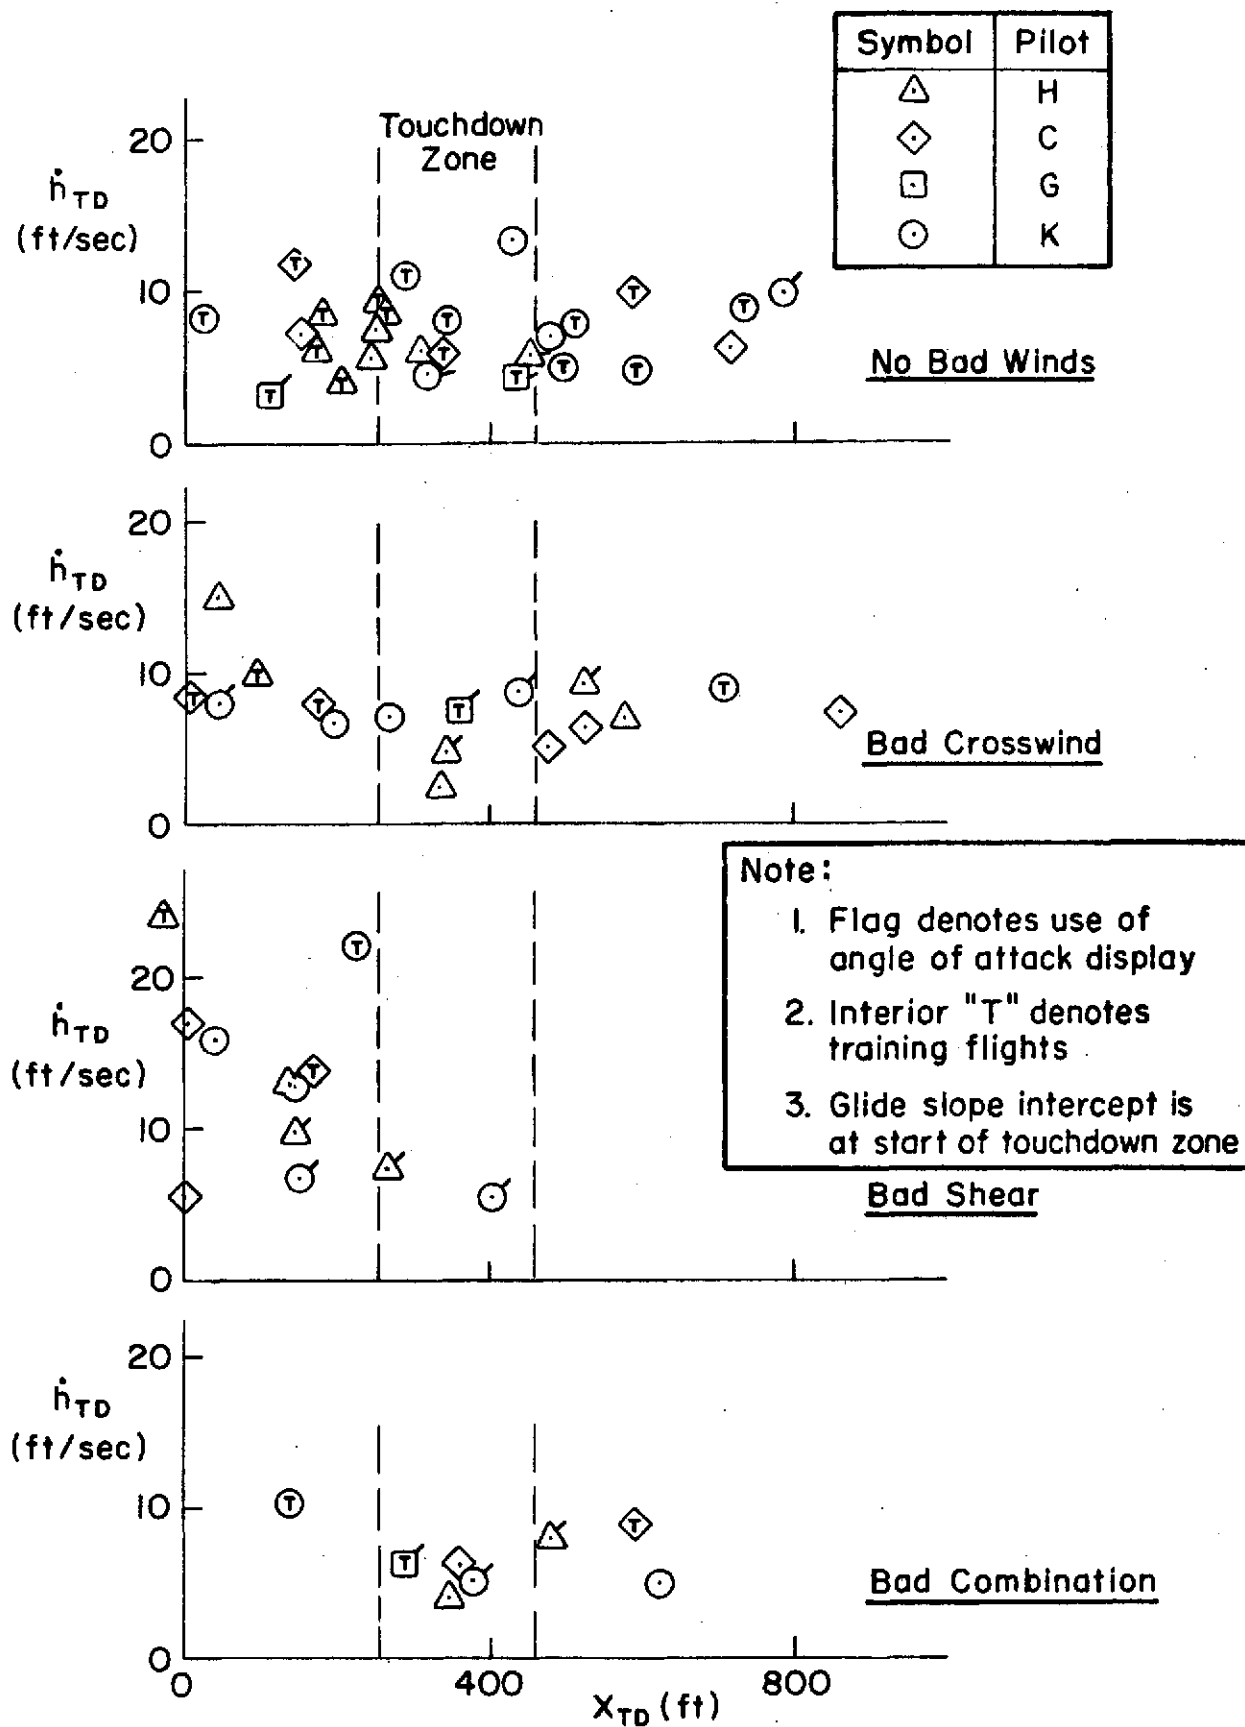 Symbol Pilot
H
C
G
K
Touchdown
Zone
20
ḣTD
(ft/sec)
10
0
No Bad Winds
20
ḣTD
(ft/sec)
10
0
Bad Crosswind
Note:
1. Flag denotes use of
angle of attack display
2. Interior "T" denotes
training flights
3. Glide slope intercept is
at start of touchdown zone
20
ḣTD
(ft/sec)
10
0
Bad Shear
20
ḣTD
(ft/sec)
10
0
Bad Combination
0 400 800
XTD (ft)